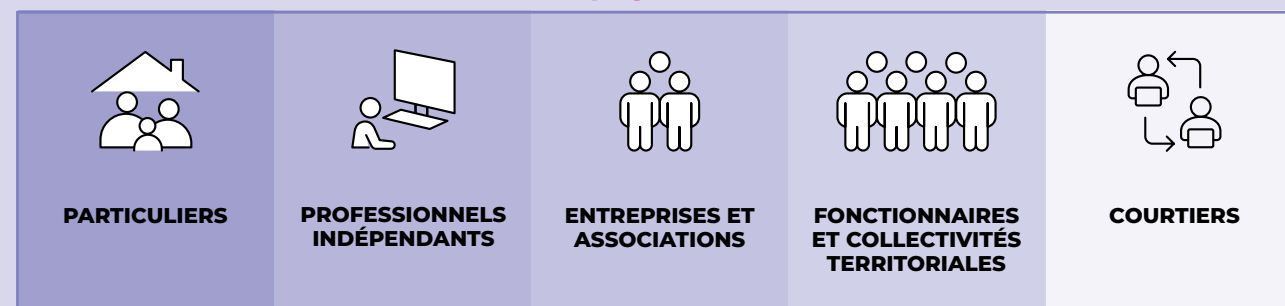 PARTICULIERS
PROFESSIONNELS
INDÉPENDANTS
ENTREPRISES ET
ASSOCIATIONS
FONCTIONNAIRES
ET COLLECTIVITÉS
TERRITORIALES
COURTIERS